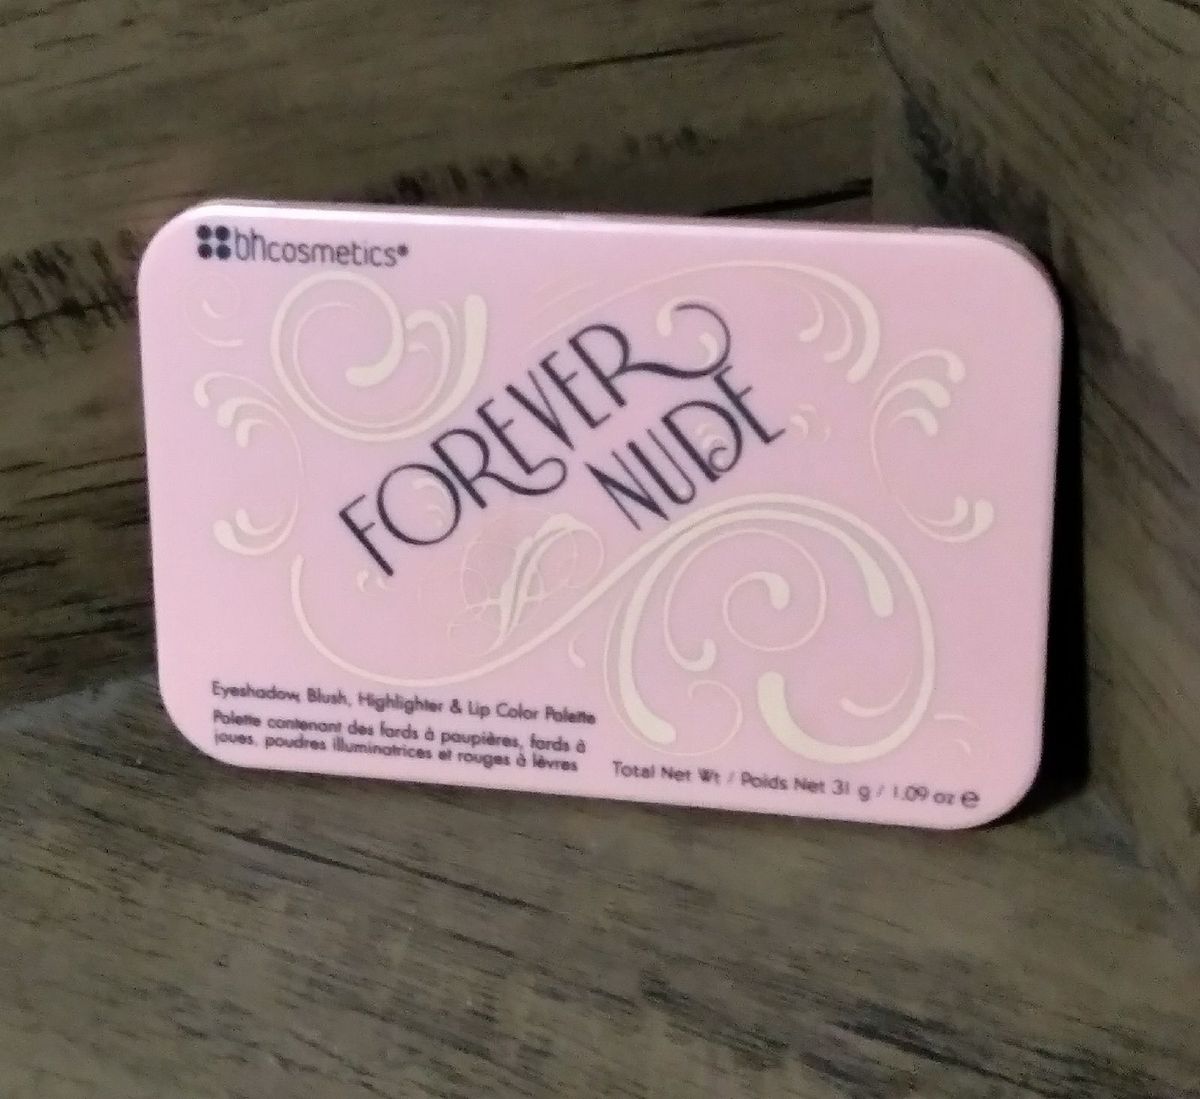 bhcosmetics®
FOREVER
NUDE
Eyeshadow, Blush, Highlighter & Lip Color Palette
Palette contenant des fards à paupières, fards à
joues, poudres illuminatrices et rouges à lèvres
Total Net Wt / Poids Net 31 g / 1.09 oz ℮